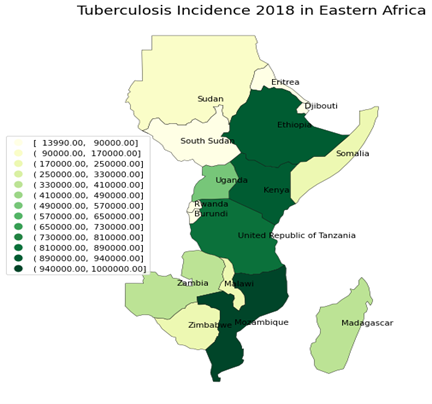 Tuberculosis Incidence 2018 in Eastern Africa
Eritrea
Sudan
Djibouti
Ethiopia
South Sudan
Somalia
Uganda
Kenya
Rwanda
Burundi
United Republic of Tanzania
Zambia
Malawi
Zimbabwe
Mozambique
Madagascar
[ 13990.00, 90000.00]
( 90000.00, 170000.00]
( 170000.00, 250000.00]
( 250000.00, 330000.00]
( 330000.00, 410000.00]
( 410000.00, 490000.00]
( 490000.00, 570000.00]
( 570000.00, 650000.00]
( 650000.00, 730000.00]
( 730000.00, 810000.00]
( 810000.00, 890000.00]
( 890000.00, 940000.00]
( 940000.00, 1000000.00]